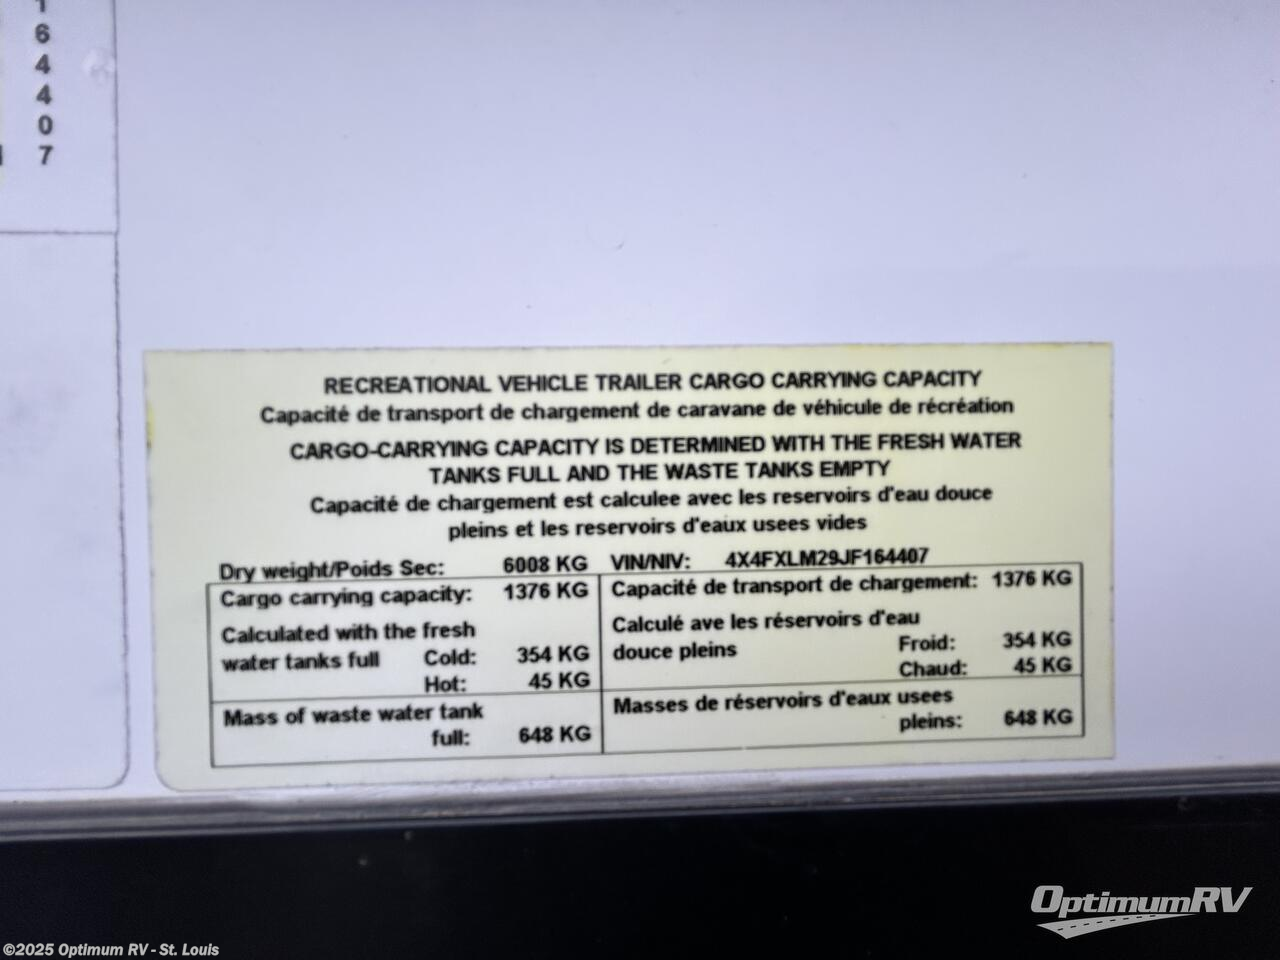 6
4
4
0
7
RECREATIONAL VEHICLE TRAILER CARGO CARRYING CAPACITY
Capacité de transport de chargement de caravane de véhicule de récréation
CARGO-CARRYING CAPACITY IS DETERMINED WITH THE FRESH WATER
TANKS FULL AND THE WASTE TANKS EMPTY
Capacité de chargement est calculee avec les reservoirs d'eau douce
pleins et les reservoirs d'eaux usees vides
Dry weight/Poids Sec: 6008 KG VIN/NIV: 4X4FXLM29JF164407
Cargo carrying capacity: 1376 KG Capacité de transport de chargement: 1376 KG
Calculated with the fresh Calculé ave les réservoirs d'eau
water tanks full Cold: 354 KG douce pleins Froid: 354 KG
Hot: 45 KG Chaud: 45 KG
Mass of waste water tank Masses de réservoirs d'eaux usees
full: 648 KG pleins: 648 KG
OptimumRV
©2025 Optimum RV - St. Louis